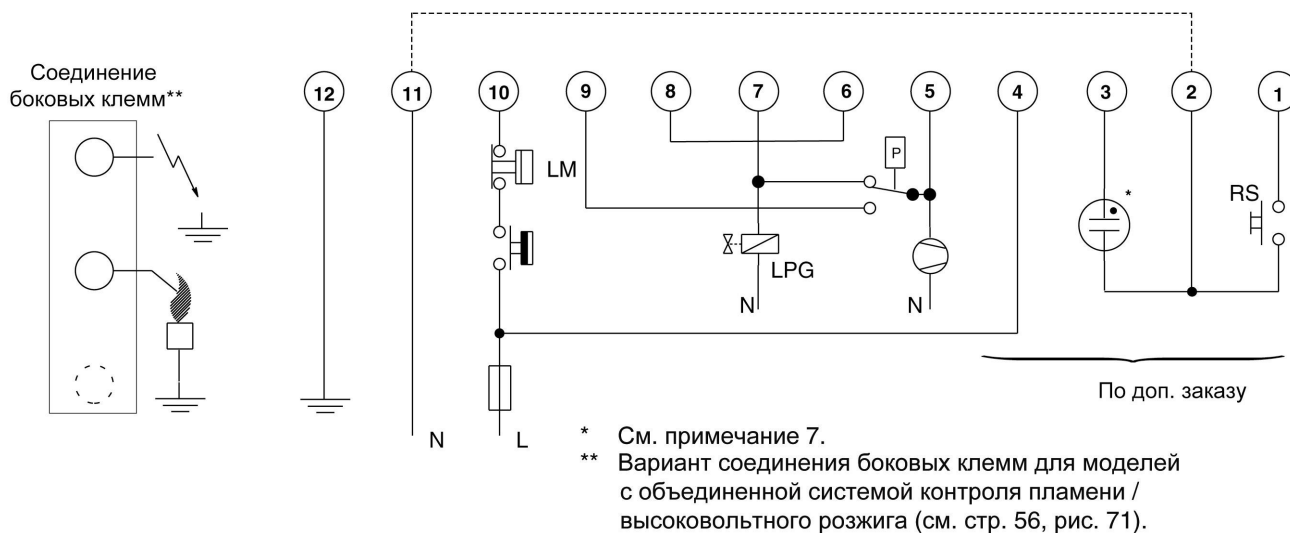 Соединение
боковых клемм**
12 11 10 9 8 7 6 5 4 3 2 1
LM
P
*
RS
LPG
N
N
По доп. заказу
N
L
* См. примечание 7.
** Вариант соединения боковых клемм для моделей
с объединенной системой контроля пламени /
высоковольтного розжига (см. стр. 56, рис. 71).